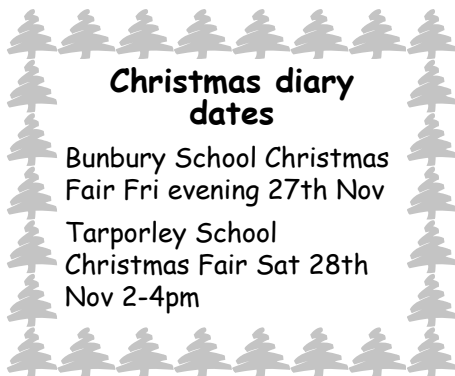 Christmas diary
dates
Bunbury School Christmas
Fair Fri evening 27th Nov
Tarporley School
Christmas Fair Sat 28th
Nov 2-4pm